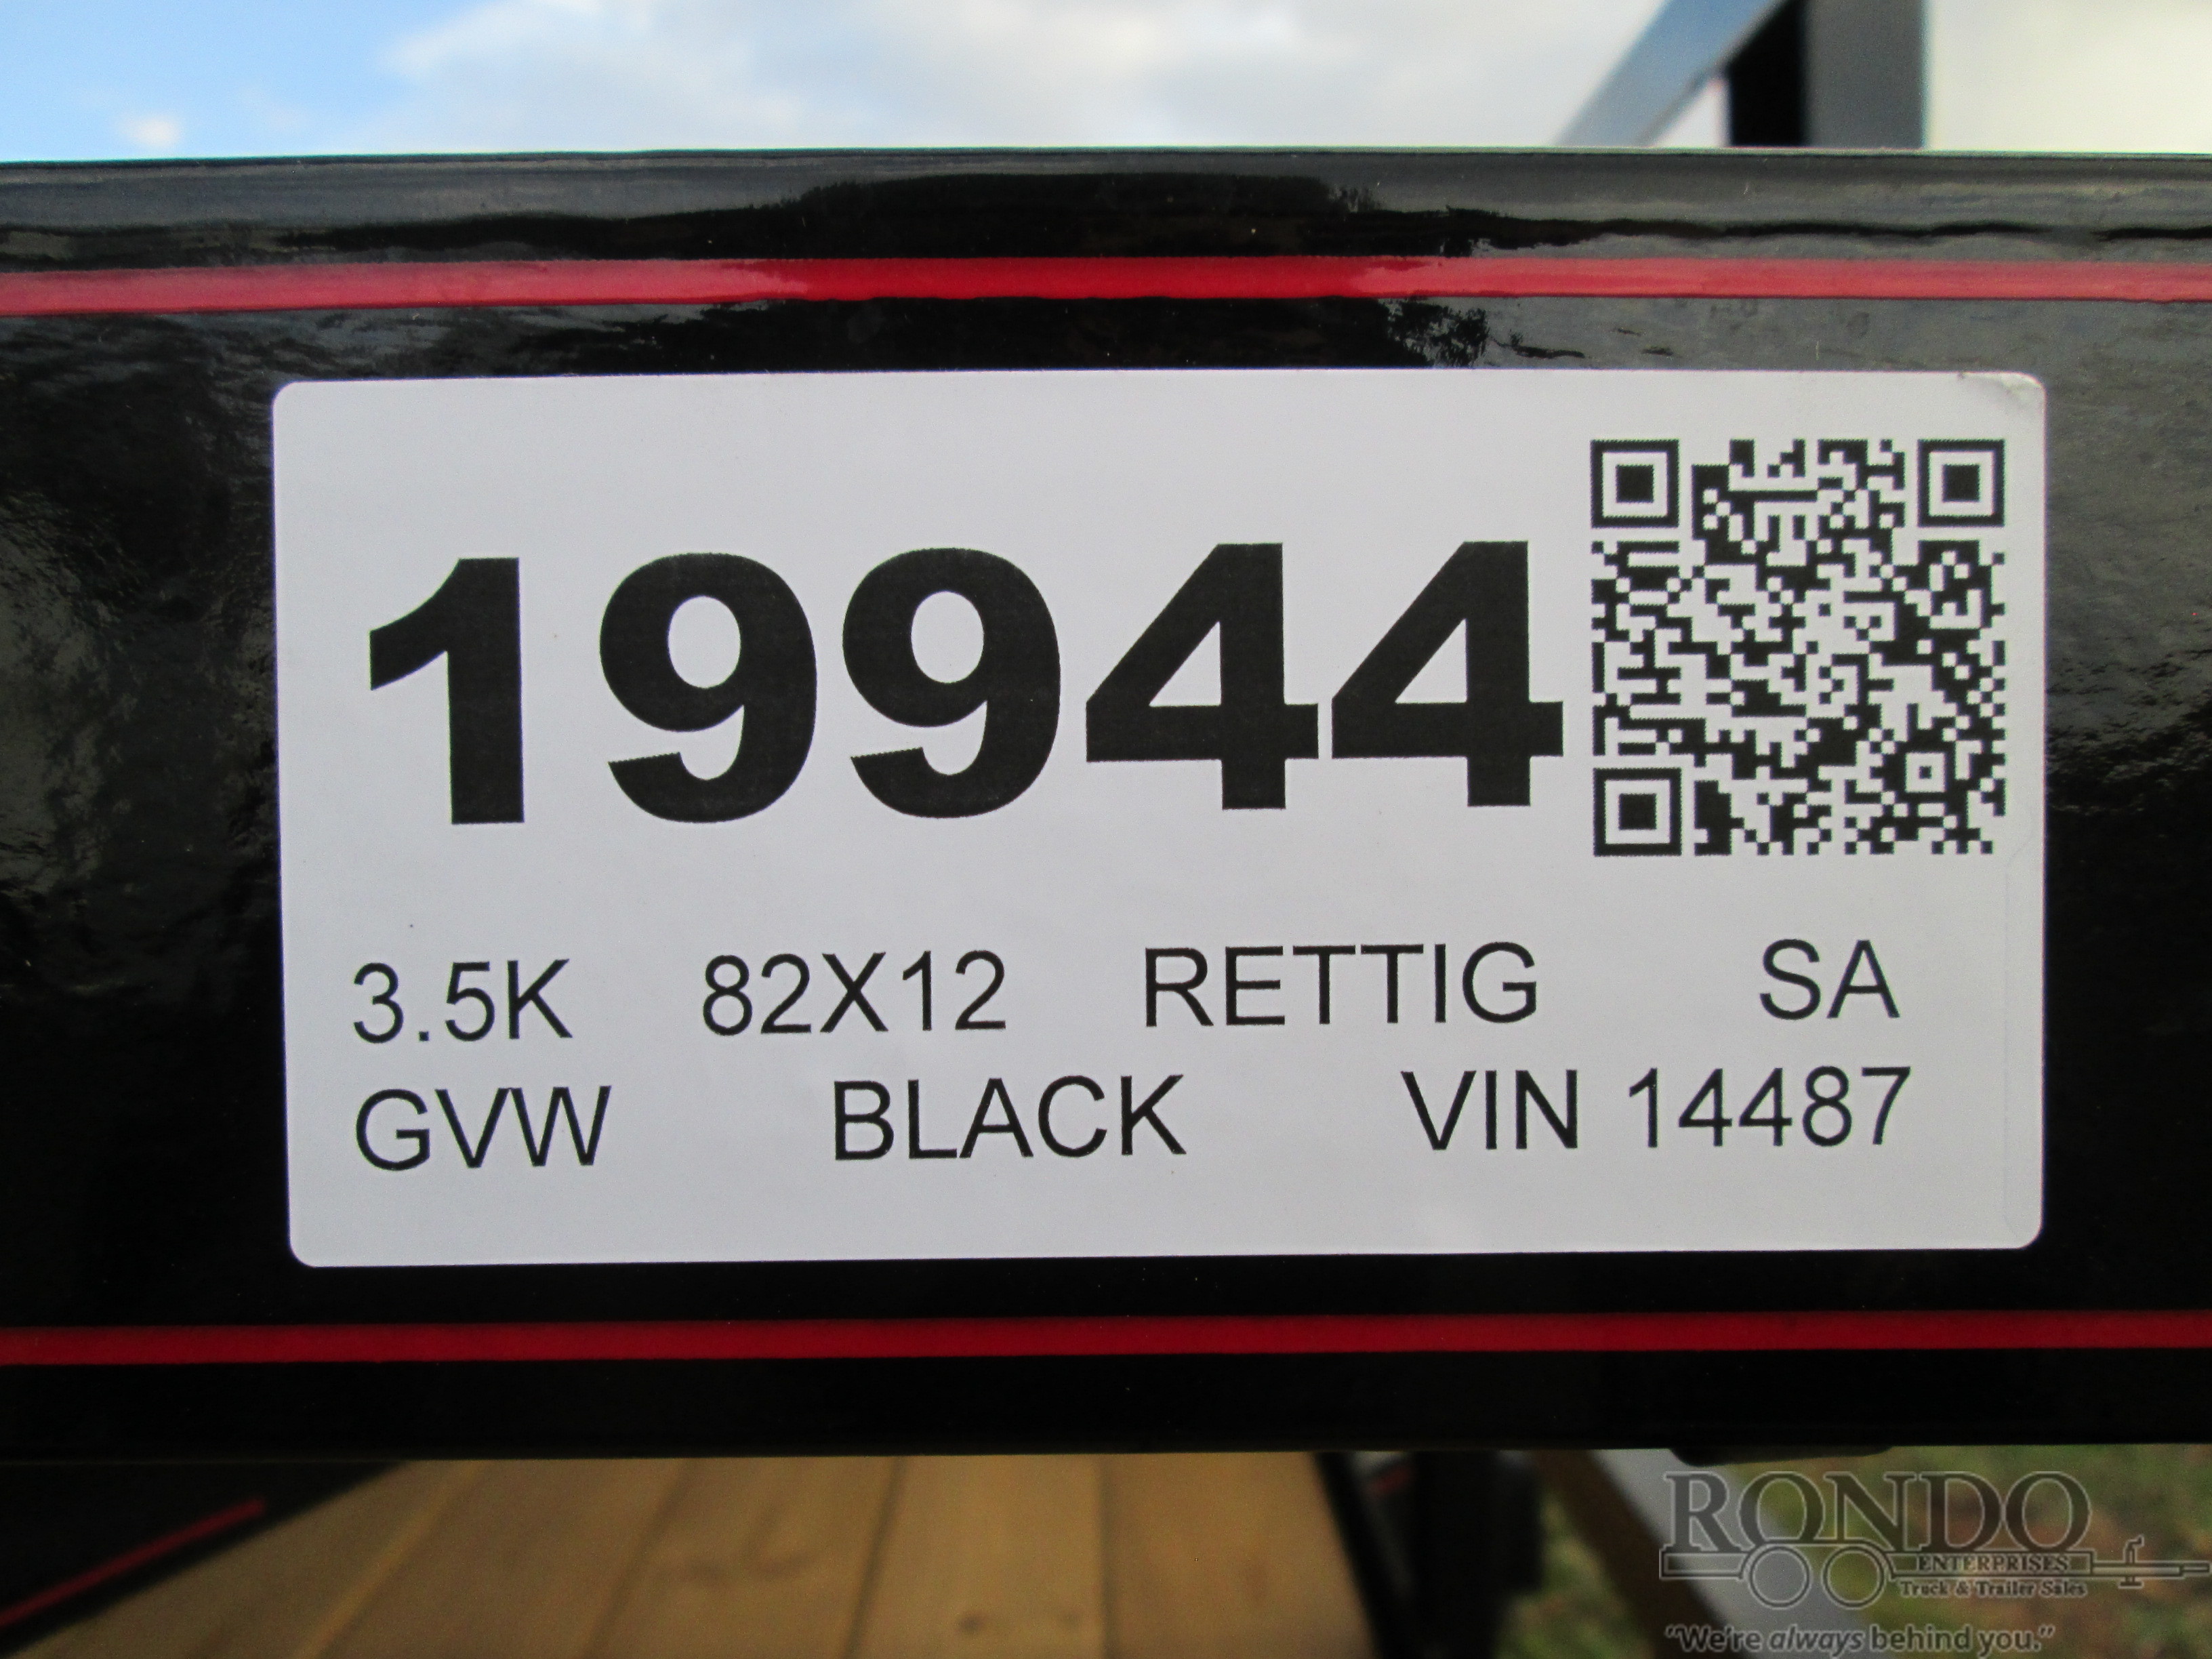 19944
3.5K 82X12 RETTIG SA
GVW BLACK VIN 14487
RONDO
ENTERPRISES
Truck & Trailer Sales
"We're always behind you."